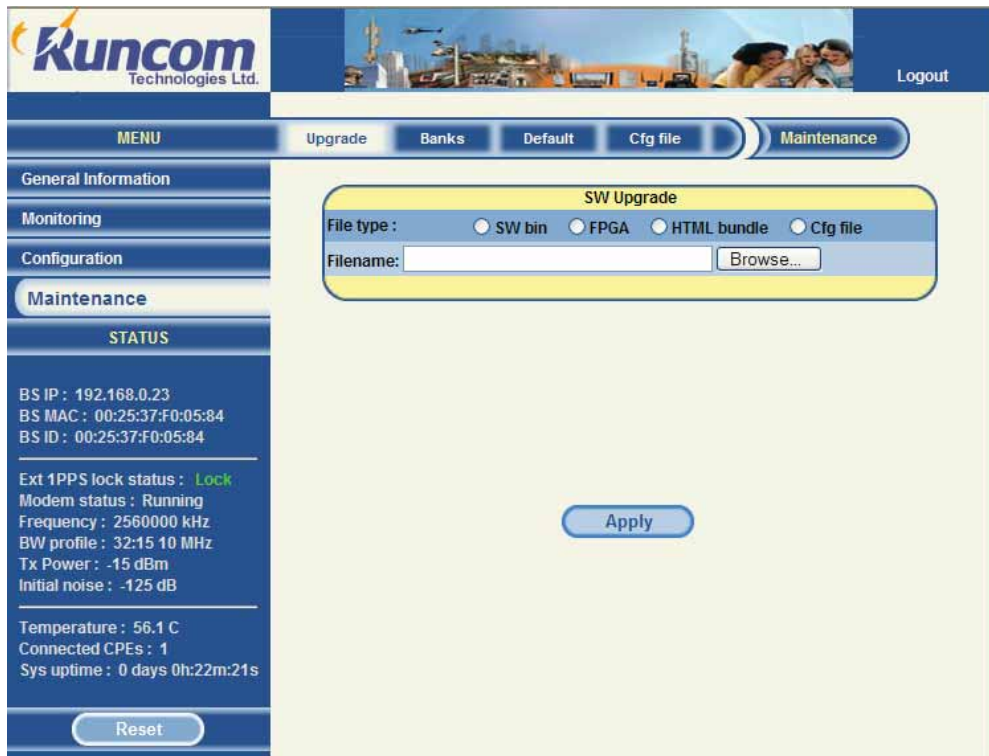 Runcom
Technologies Ltd.
Logout
MENU
Upgrade Banks Default Cfg file Maintenance
General Information
Monitoring
Configuration
Maintenance
SW Upgrade
File type : SW bin FPGA HTML bundle Cfg file
Filename: Browse...
STATUS
BS IP : 192.168.0.23
BS MAC : 00:25:37:F0:05:84
BS ID : 00:25:37:F0:05:84
Ext 1PPS lock status : Lock
Modem status : Running
Frequency : 2560000 kHz
BW profile : 32:15 10 MHz
Tx Power : -15 dBm
Initial noise : -125 dB
Temperature : 56.1 C
Connected CPEs : 1
Sys uptime : 0 days 0h:22m:21s
Apply
Reset